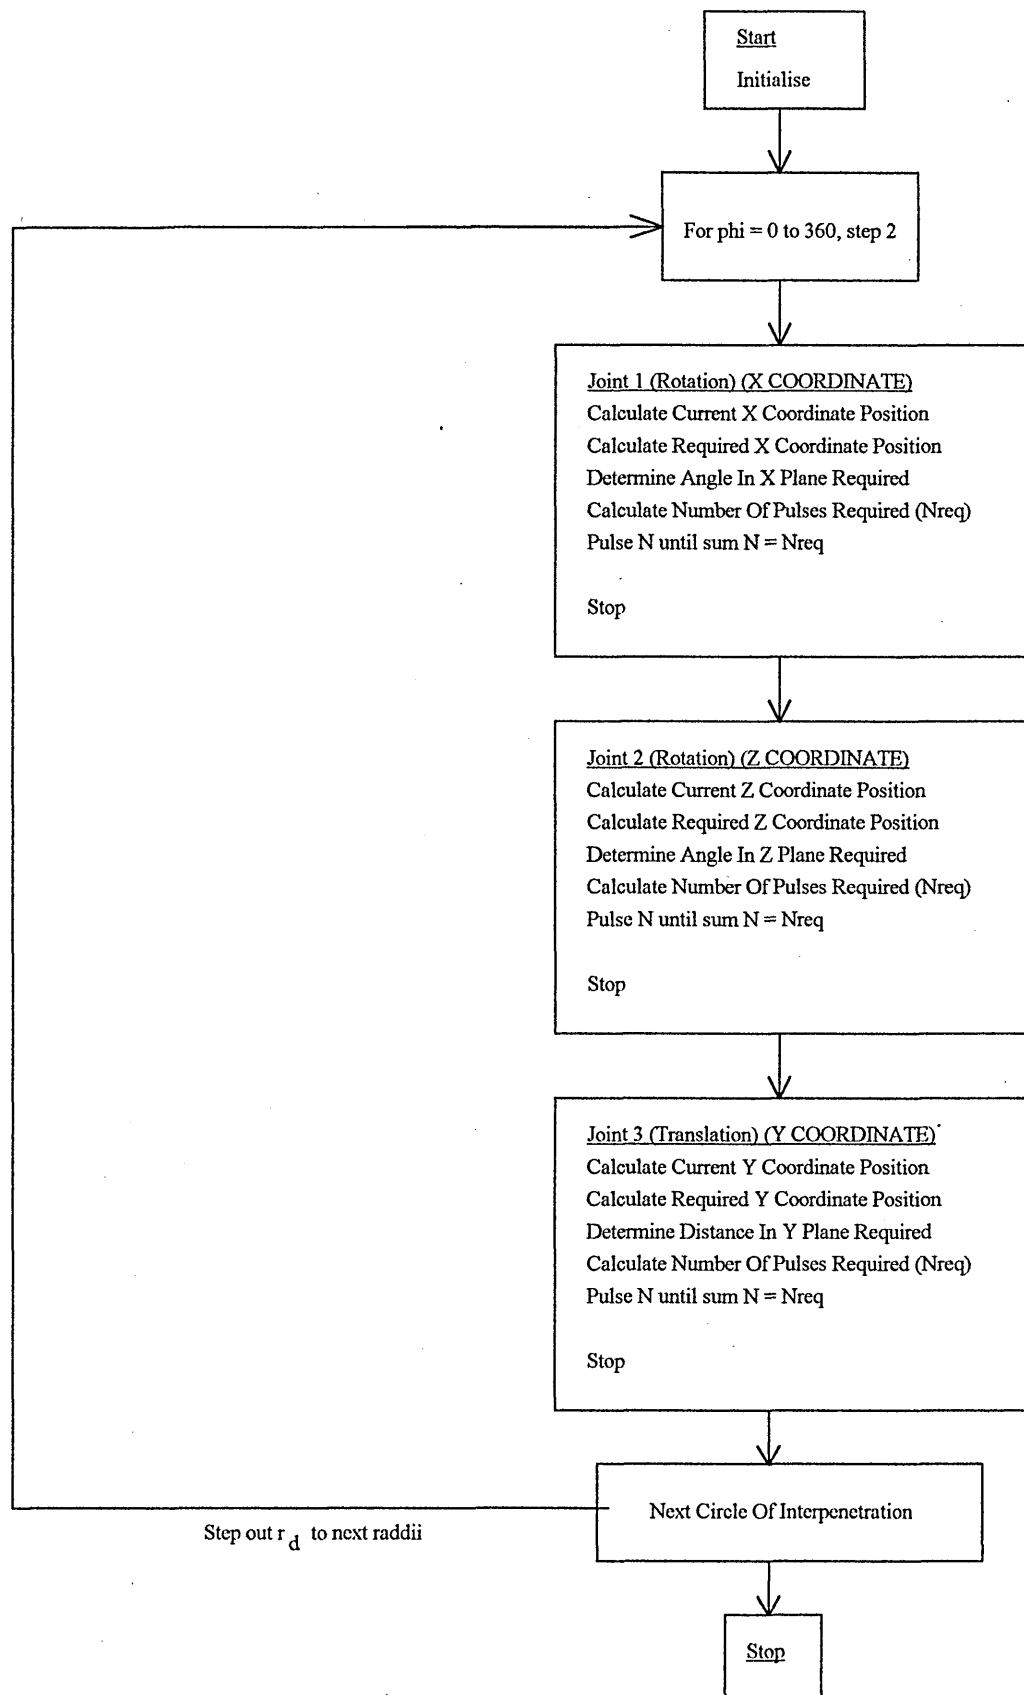 Start
Initialise
For phi = 0 to 360, step 2
Joint 1 (Rotation) (X COORDINATE)
Calculate Current X Coordinate Position
Calculate Required X Coordinate Position
Determine Angle In X Plane Required
Calculate Number Of Pulses Required (Nreq)
Pulse N until sum N = Nreq
Stop
Joint 2 (Rotation) (Z COORDINATE)
Calculate Current Z Coordinate Position
Calculate Required Z Coordinate Position
Determine Angle In Z Plane Required
Calculate Number Of Pulses Required (Nreq)
Pulse N until sum N = Nreq
Stop
Joint 3 (Translation) (Y COORDINATE)
Calculate Current Y Coordinate Position
Calculate Required Y Coordinate Position
Determine Distance In Y Plane Required
Calculate Number Of Pulses Required (Nreq)
Pulse N until sum N = Nreq
Stop
Next Circle Of Interpenetration
Step out r d to next raddii
Stop